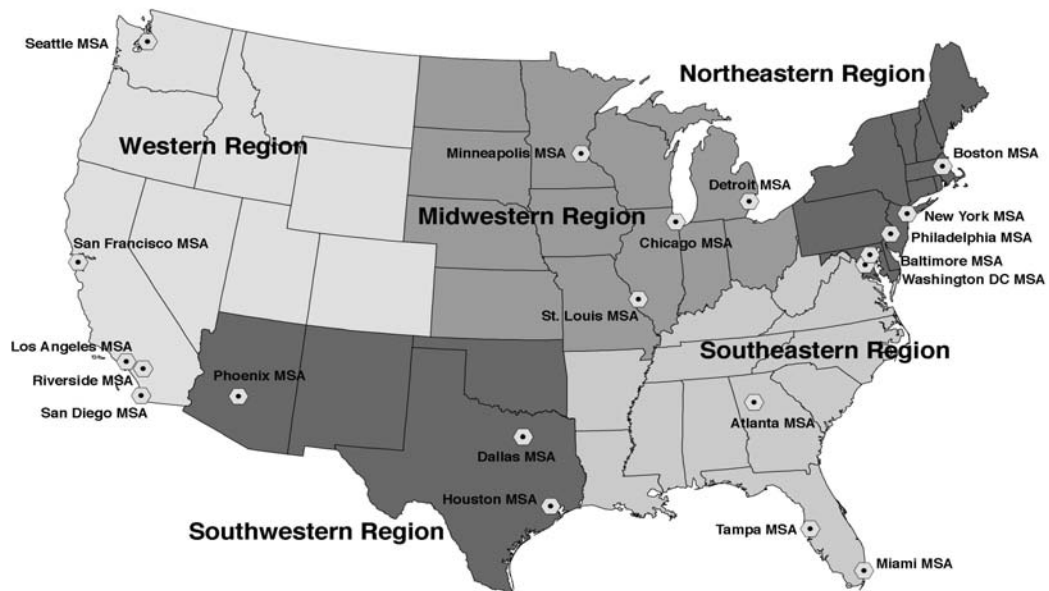 Seattle MSA
Northeastern Region
Western Region
Minneapolis MSA
Boston MSA
Detroit MSA
Midwestern Region
New York MSA
San Francisco MSA
Chicago MSA
Philadelphia MSA
Baltimore MSA
Washington DC MSA
St. Louis MSA
Los Angeles MSA
Southeastern Region
Riverside MSA
Phoenix MSA
San Diego MSA
Atlanta MSA
Dallas MSA
Houston MSA
Southwestern Region
Tampa MSA
Miami MSA